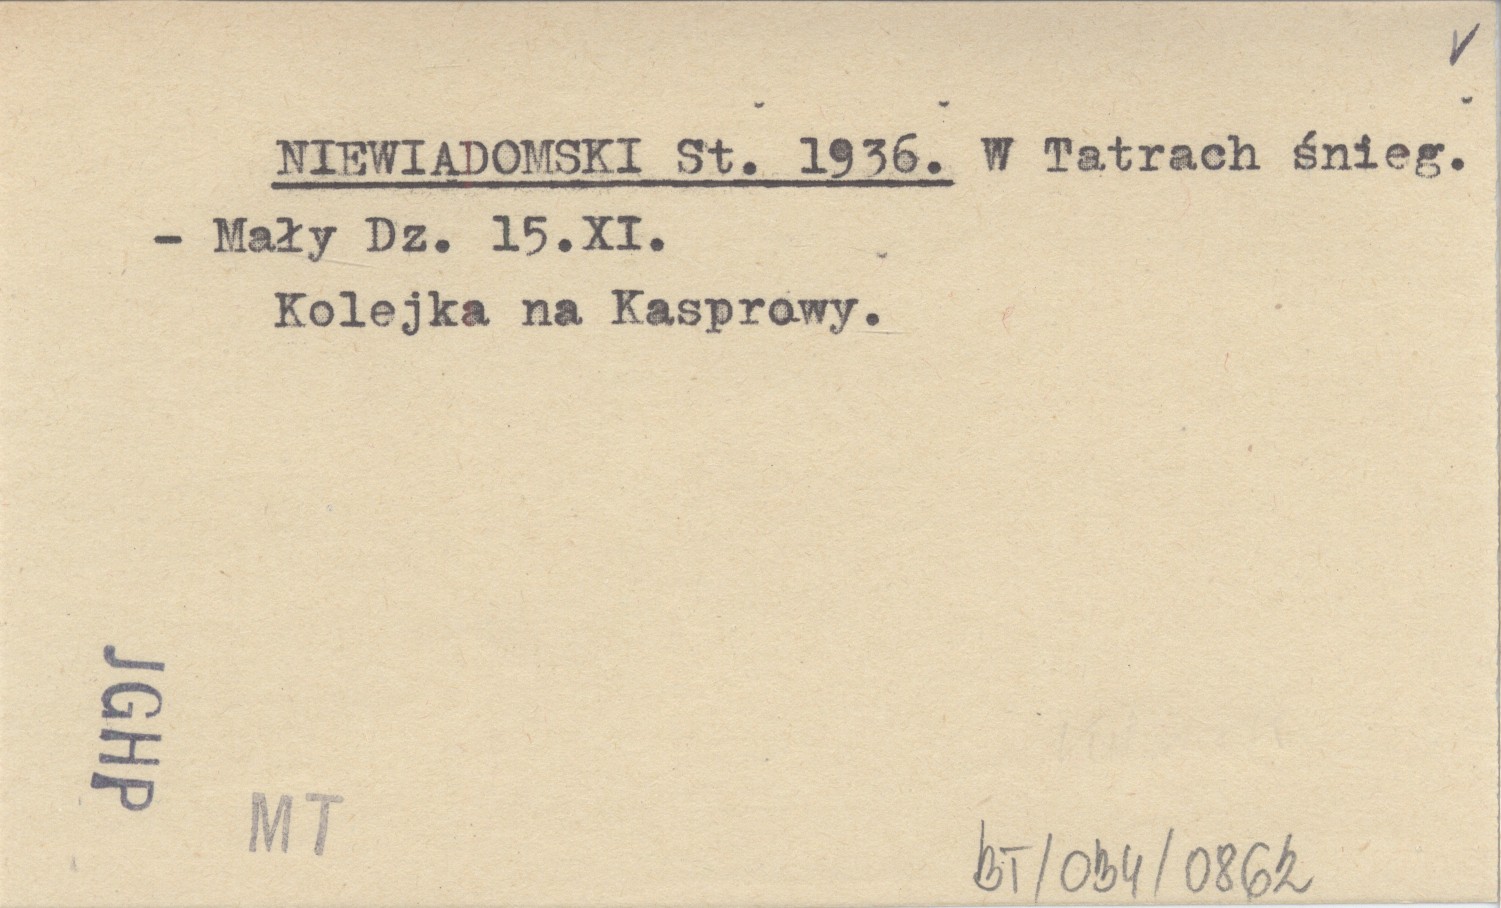 NIEWIADOMSKI St. 1936. W Tatrach śnieg.
- Mały Dz. 15.XI.
Kolejka na Kasprowy.
JGHP
MT
BT/034/0862